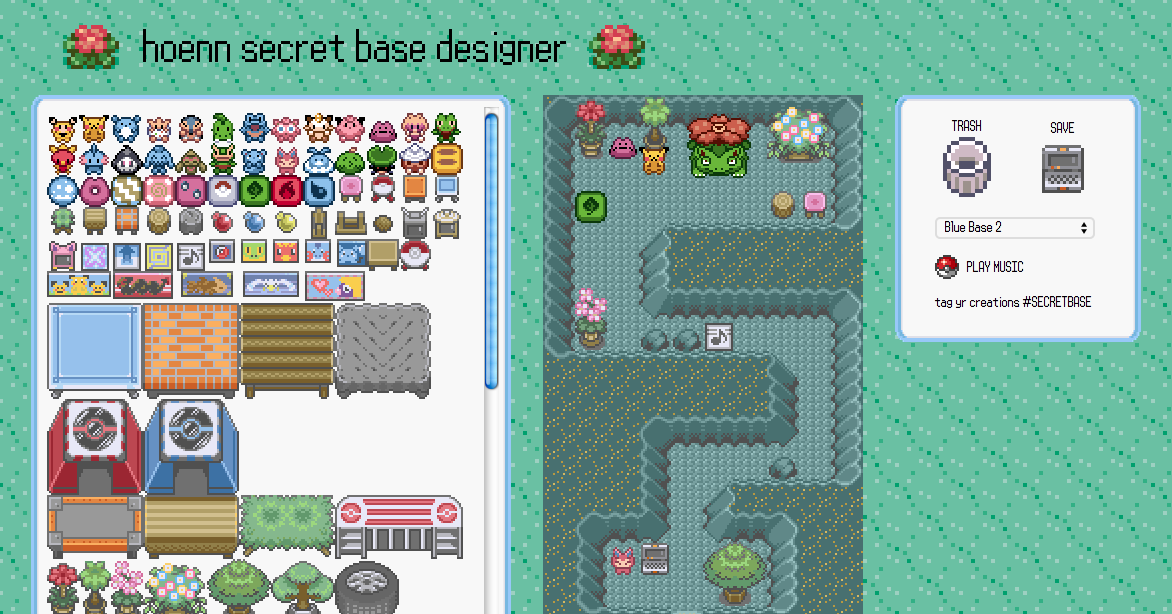 hoenn secret base designer
TRASH
SAVE
Blue Base 2
PLAY MUSIC
tag yr creations #SECRETBASE